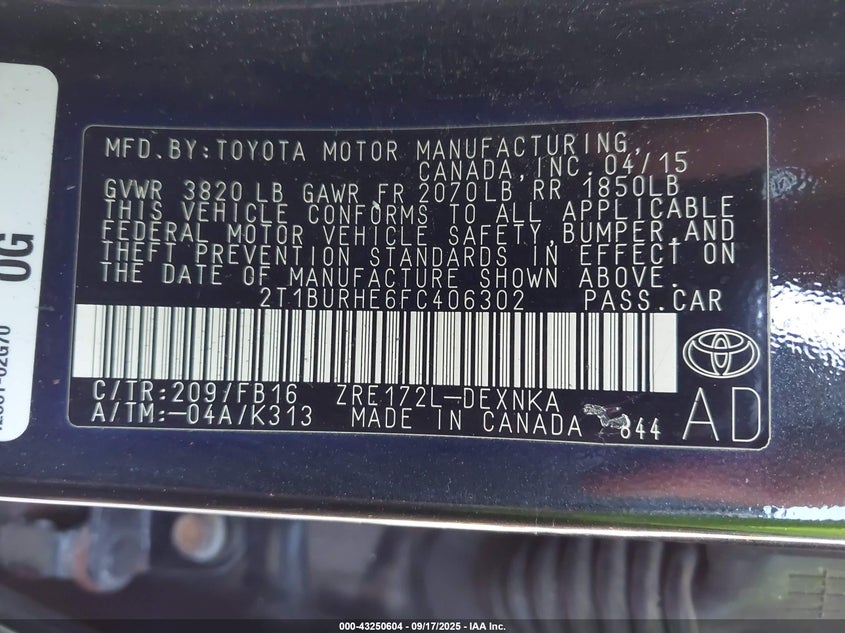 MFD.BY:TOYOTA MOTOR MANUFACTURING,
CANADA,INC. 04/15
GVWR 3820 LB GAWR FR 2070LB RR 1850LB
THIS VEHICLE CONFORMS TO ALL APPLICABLE
FEDERAL MOTOR VEHICLE SAFETY,BUMPER,AND
THEFT PREVENTION STANDARDS IN EFFECT ON
THE DATE OF MANUFACTURE SHOWN ABOVE.
2T1BURHE6FC406302 PASS.CAR
C/TR:209/FB16 ZRE172L-DEXNKA
A/TM:-04A/K313 MADE IN CANADA 844
AD
0G
000-43250604 - 09/17/2025 - IAA Inc.